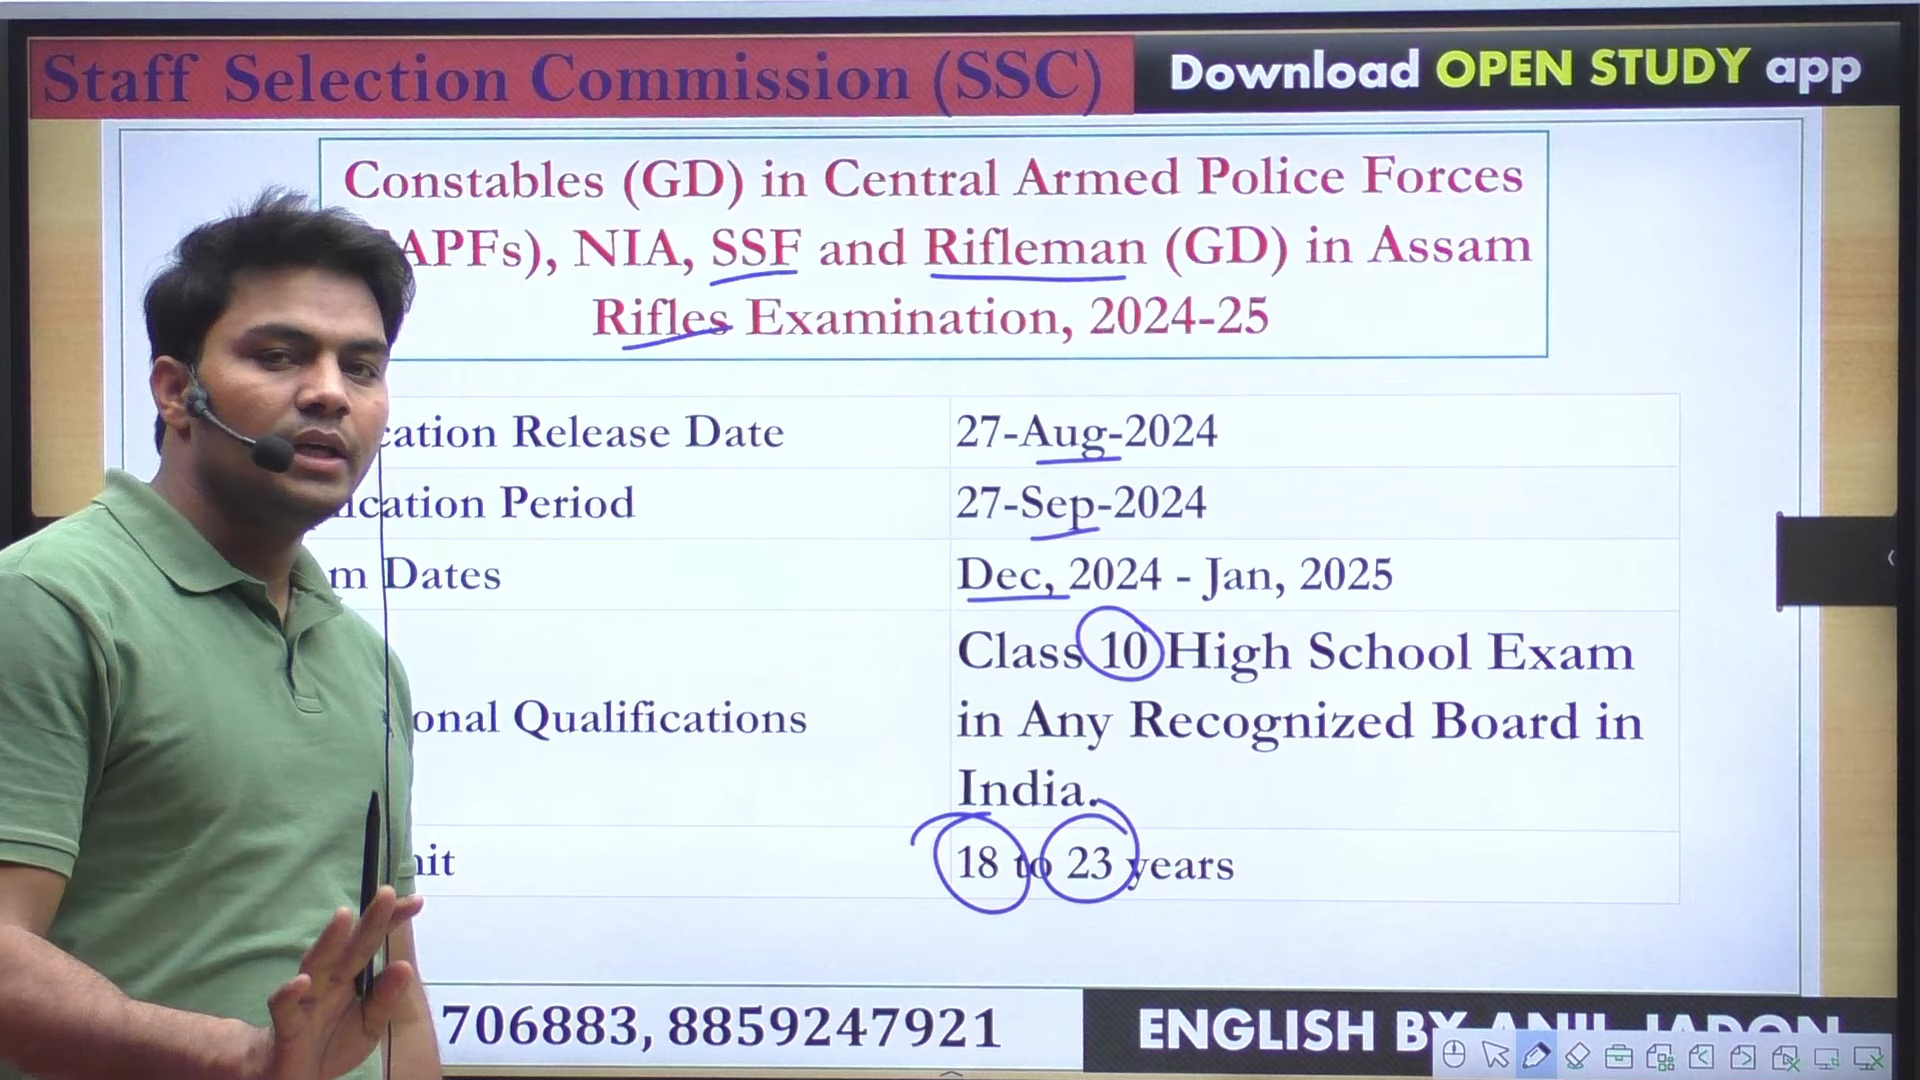 Staff Selection Commission (SSC)
Download OPEN STUDY app
Constables (GD) in Central Armed Police Forces
APFs), NIA, SSF and Rifleman (GD) in Assam
Rifles Examination, 2024-25
cation Release Date 27-Aug-2024
ication Period 27-Sep-2024
m Dates Dec, 2024 - Jan, 2025
onal Qualifications Class 10 High School Exam
in Any Recognized Board in
India.
it 18 to 23 years
706883, 8859247921
ENGLISH BY ANIL JADON